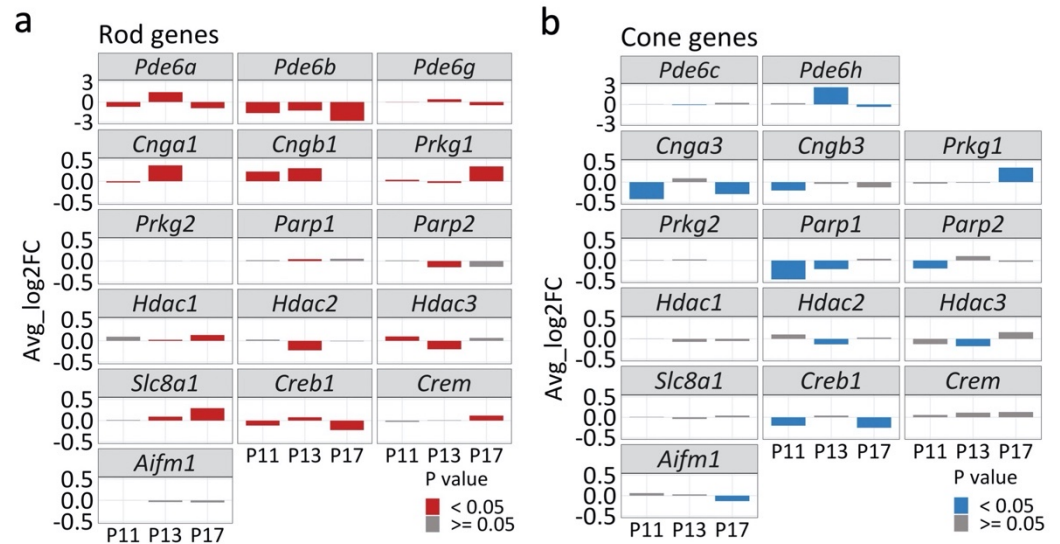 a
Rod genes
Pde6a Pde6b Pde6g
3
0
-3
Cnga1 Cngb1 Prkg1
0.5
0.0
-0.5
Prkg2 Parp1 Parp2
0.5
0.0
-0.5
Hdac1 Hdac2 Hdac3
0.5
0.0
-0.5
Slc8a1 Creb1 Crem
0.5
0.0
-0.5
P11 P13 P17 P11 P13 P17
Aifm1
0.5
0.0
-0.5
P11 P13 P17
Avg_log2FC
P value
< 0.05
>= 0.05
b
Cone genes
Pde6c Pde6h
3
0
-3
Cnga3 Cngb3 Prkg1
0.5
0.0
-0.5
Prkg2 Parp1 Parp2
0.5
0.0
-0.5
Hdac1 Hdac2 Hdac3
0.5
0.0
-0.5
Slc8a1 Creb1 Crem
0.5
0.0
-0.5
P11 P13 P17 P11 P13 P17
Aifm1
0.5
0.0
-0.5
P11 P13 P17
Avg_log2FC
P value
< 0.05
>= 0.05